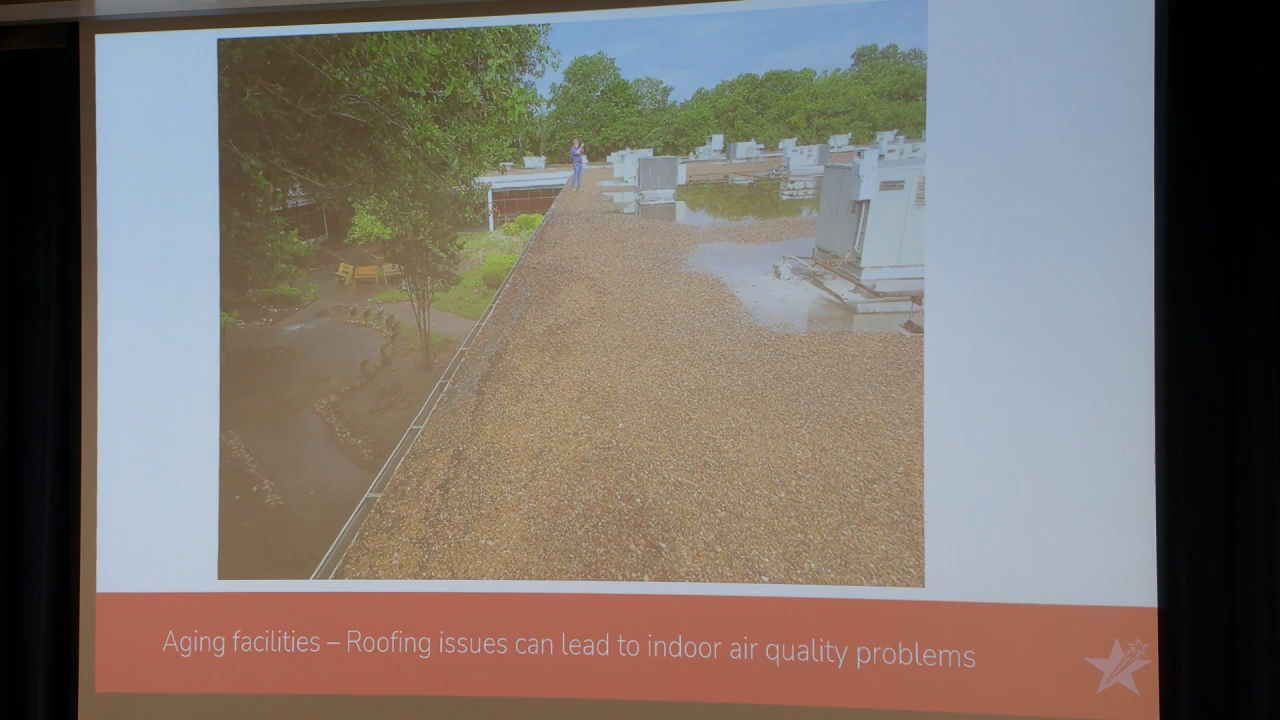 Aging facilities – Roofing issues can lead to indoor air quality problems